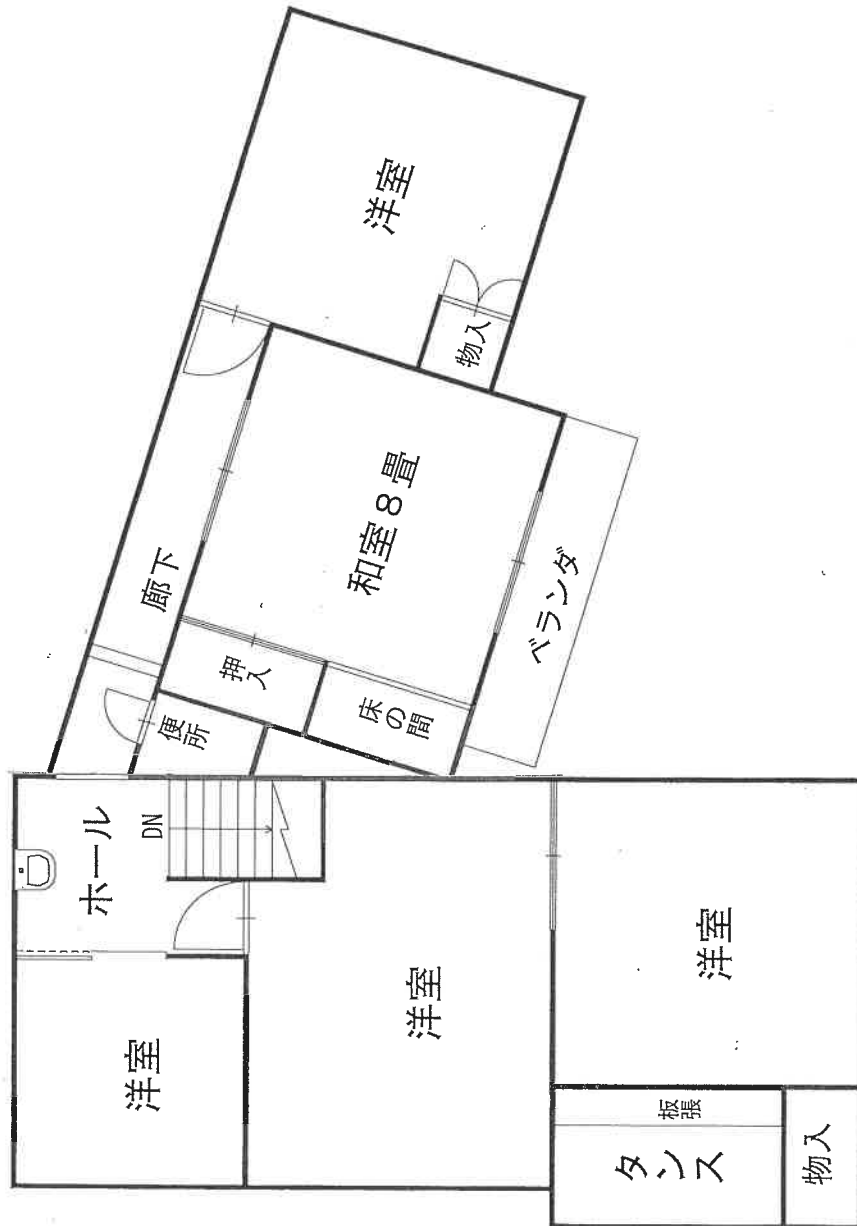 洋室
物入
和室8畳
廊下
ベランダ
押入
床の間
便所
DN
ホール
洋室
洋室
洋室
板張
タンス
物入